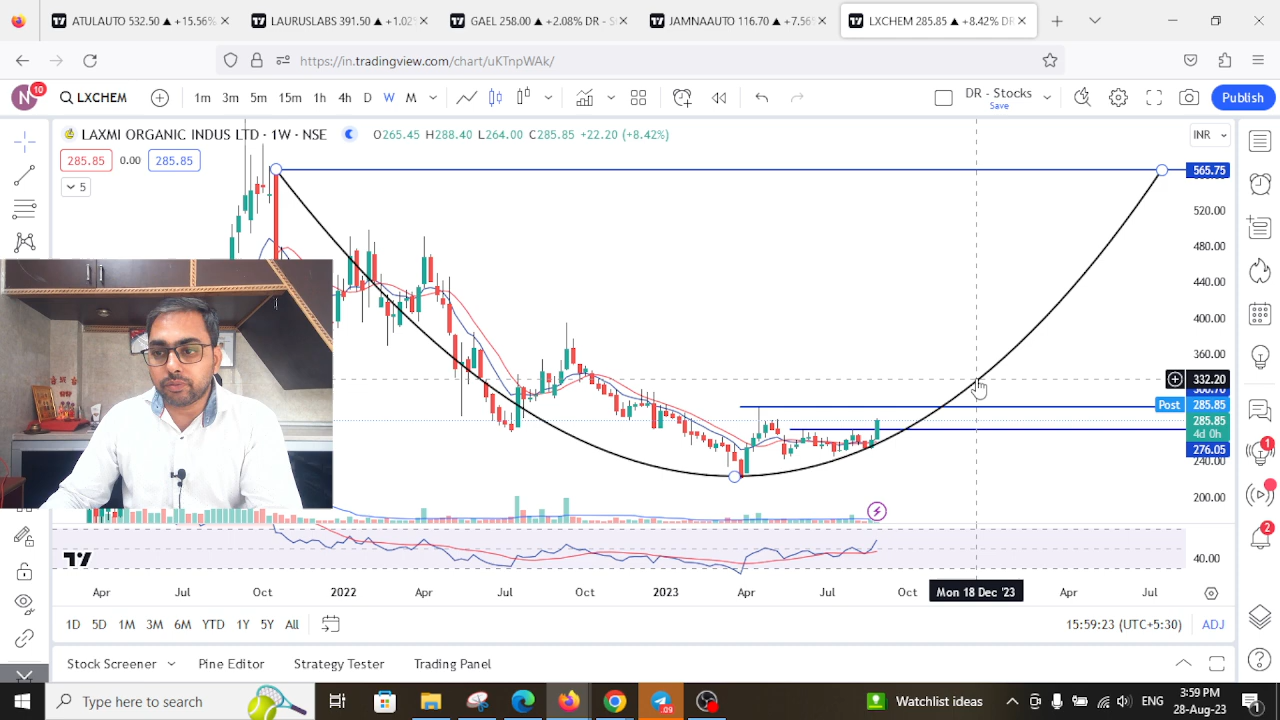 ATULAUTO 532.50 ▲ +15.56%
LAURUSLABS 391.50 ▲ +1.02
GAEL 258.00 ▲ +2.08% DR - S
JAMNAAUTO 116.70 ▲ +7.56
LXCHEM 285.85 ▲ +8.42% DR
https://in.tradingview.com/chart/uKTnpWAk/
N 10 LXCHEM 1m 3m 5m 15m 1h 4h D W M DR - Stocks Save Publish
LAXMI ORGANIC INDUS LTD · 1W · NSE O265.45 H288.40 L264.00 C285.85 +22.20 (+8.42%) INR
285.85 0.00 285.85
5
565.75
520.00
480.00
440.00
400.00
360.00
332.20
Post 285.85
285.85
4d 0h
276.05
240.00
200.00
40.00
Apr Jul Oct 2022 Apr Jul Oct 2023 Apr Jul Oct Mon 18 Dec '23 Apr Jul
1D 5D 1M 3M 6M YTD 1Y 5Y All 15:59:23 (UTC+5:30) ADJ
Stock Screener Pine Editor Strategy Tester Trading Panel
1
2
Type here to search .09 Watchlist ideas ENG 3:59 PM
28-Aug-23 1